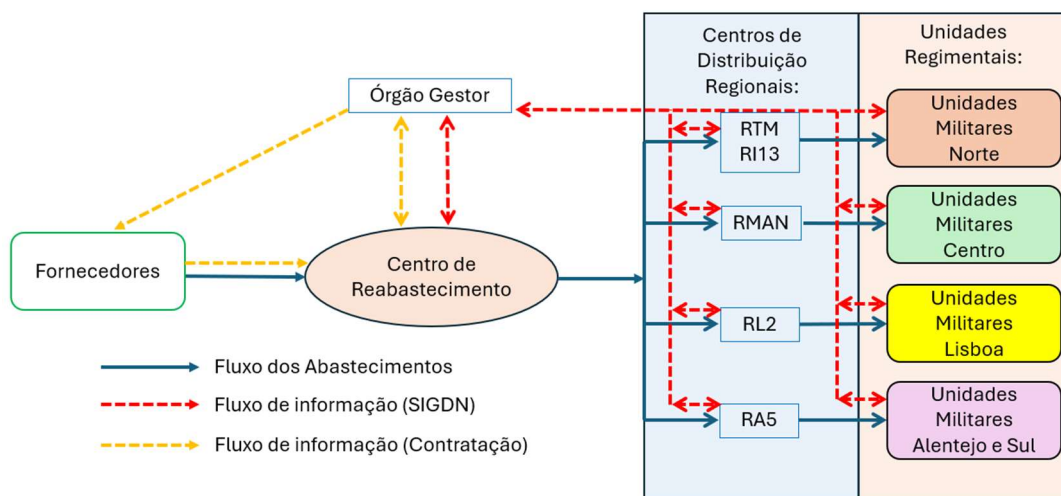 Centros de
Distribuição
Regionais:
Unidades
Regimentais:
Órgão Gestor
Unidades
Militares
Norte
RTM
RI13
Unidades
Militares
Centro
RMAN
Fornecedores
Centro de
Reabastecimento
Unidades
Militares
Lisboa
RL2
Unidades
Militares
Alentejo e Sul
RA5
Fluxo dos Abastecimentos
Fluxo de informação (SIGDN)
Fluxo de informação (Contratação)